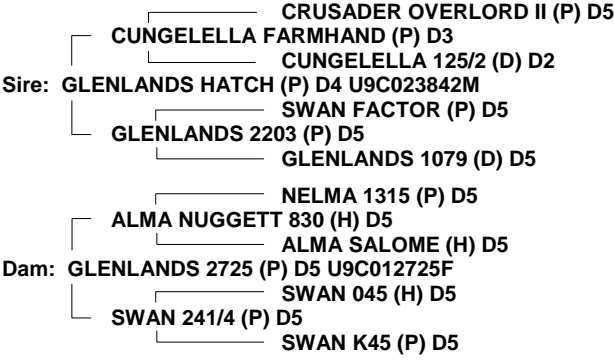 CRUSADER OVERLORD II (P) D5
CUNGELELLA FARMHAND (P) D3
CUNGELELLA 125/2 (D) D2
Sire: GLENLANDS HATCH (P) D4 U9C023842M
SWAN FACTOR (P) D5
GLENLANDS 2203 (P) D5
GLENLANDS 1079 (D) D5
NELMA 1315 (P) D5
ALMA NUGGETT 830 (H) D5
ALMA SALOME (H) D5
Dam: GLENLANDS 2725 (P) D5 U9C012725F
SWAN 045 (H) D5
SWAN 241/4 (P) D5
SWAN K45 (P) D5